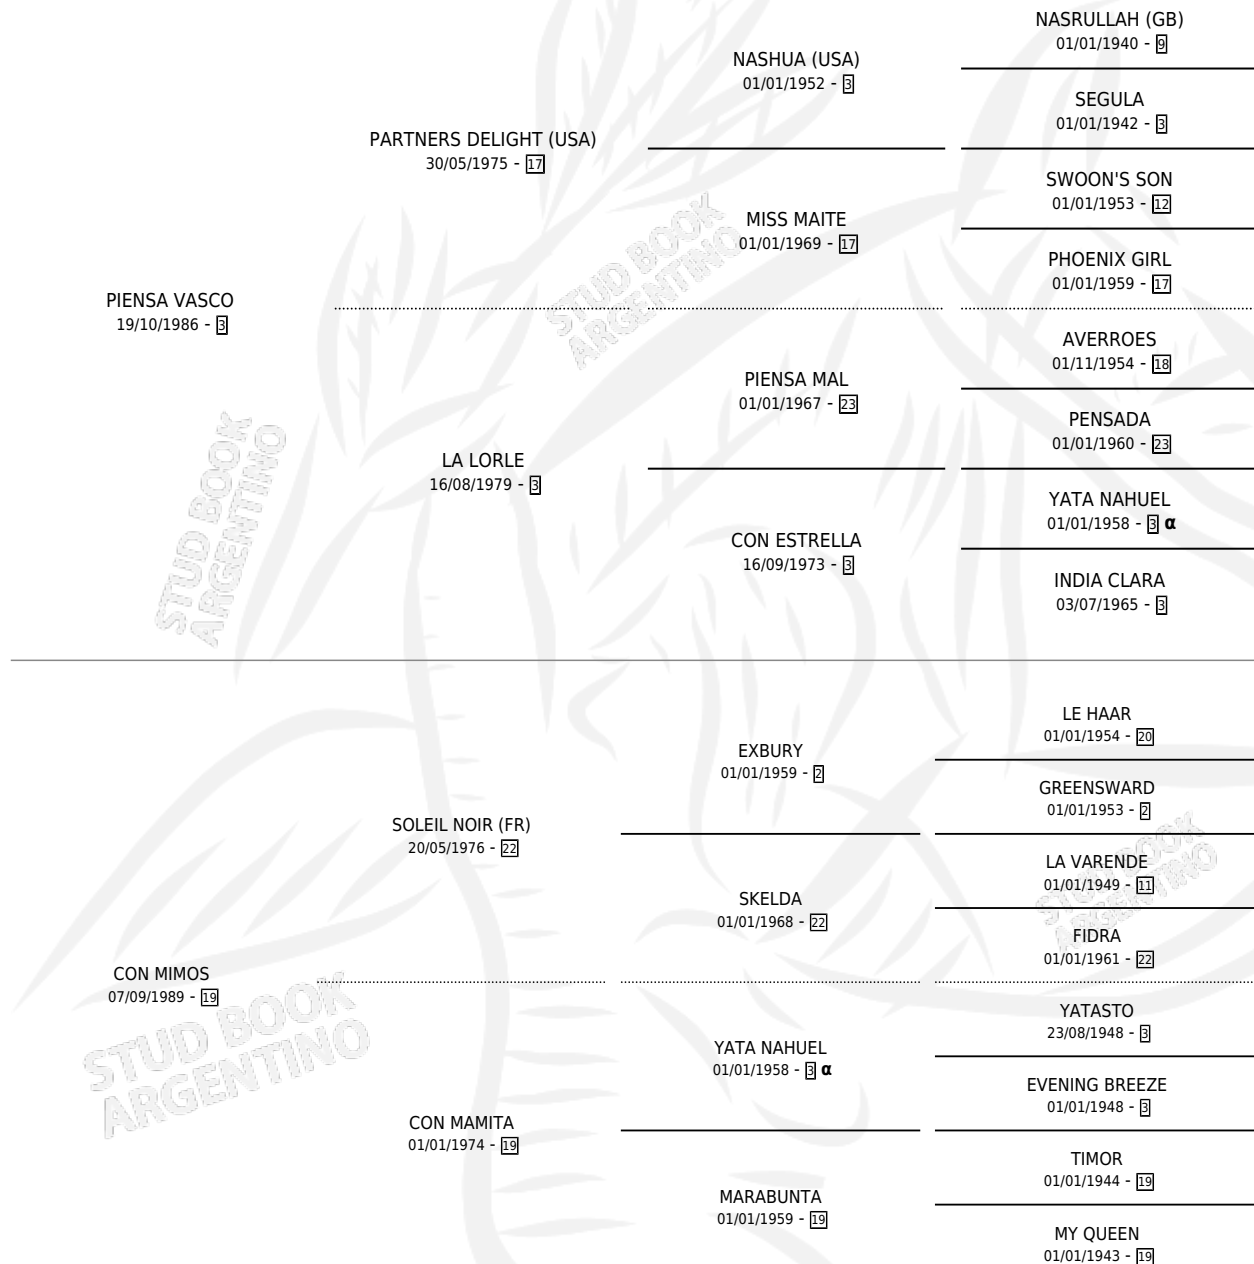 NASRULLAH (GB)
01/01/1940 - 9
NASHUA (USA)
01/01/1952 - 3
SEGULA
01/01/1942 - 3
PARTNERS DELIGHT (USA)
30/05/1975 - 17
SWOON'S SON
01/01/1953 - 12
MISS MAITE
01/01/1969 - 17
PHOENIX GIRL
01/01/1959 - 17
PIENSA VASCO
19/10/1986 - 3
AVERROES
01/11/1954 - 18
PIENSA MAL
01/01/1967 - 23
PENSADA
01/01/1960 - 23
LA LORLE
16/08/1979 - 3
YATA NAHUEL
01/01/1958 - 3 α
CON ESTRELLA
16/09/1973 - 3
INDIA CLARA
03/07/1965 - 3
LE HAAR
01/01/1954 - 20
EXBURY
01/01/1959 - 2
GREENSWARD
01/01/1953 - 2
SOLEIL NOIR (FR)
20/05/1976 - 22
LA VARENDE
01/01/1949 - 11
SKELDA
01/01/1968 - 22
FIDRA
01/01/1961 - 22
CON MIMOS
07/09/1989 - 19
YATASTO
23/08/1948 - 3
YATA NAHUEL
01/01/1958 - 3 α
EVENING BREEZE
01/01/1948 - 3
CON MAMITA
01/01/1974 - 19
TIMOR
01/01/1944 - 19
MARABUNTA
01/01/1959 - 19
MY QUEEN
01/01/1943 - 19
STUD BOOK
ARGENTINO
STUD BOOK
ARGENTINO
STUD BOOK
ARGENTINO
STUD BOOK
ARGENTINO